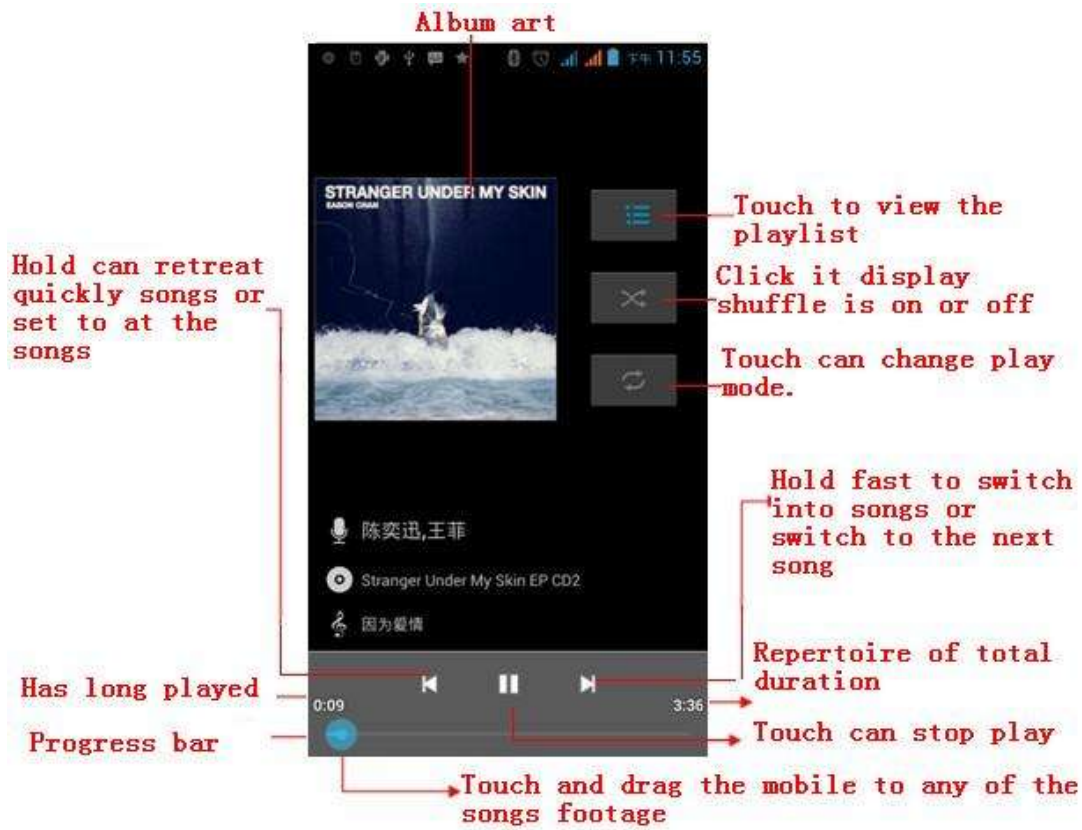 Album art
下午 11:55
STRANGER UNDER MY SKIN
EASON CHAN
Touch to view the
playlist
Hold can retreat
quickly songs or
set to at the
songs
Click it display
shuffle is on or off
Touch can change play
mode.
Hold fast to switch
into songs or
switch to the next
song
陈奕迅,王菲
Stranger Under My Skin EP CD2
因为爱情
Repertoire of total
duration
Has long played
0:09
3:36
Touch can stop play
Progress bar
Touch and drag the mobile to any of the
songs footage